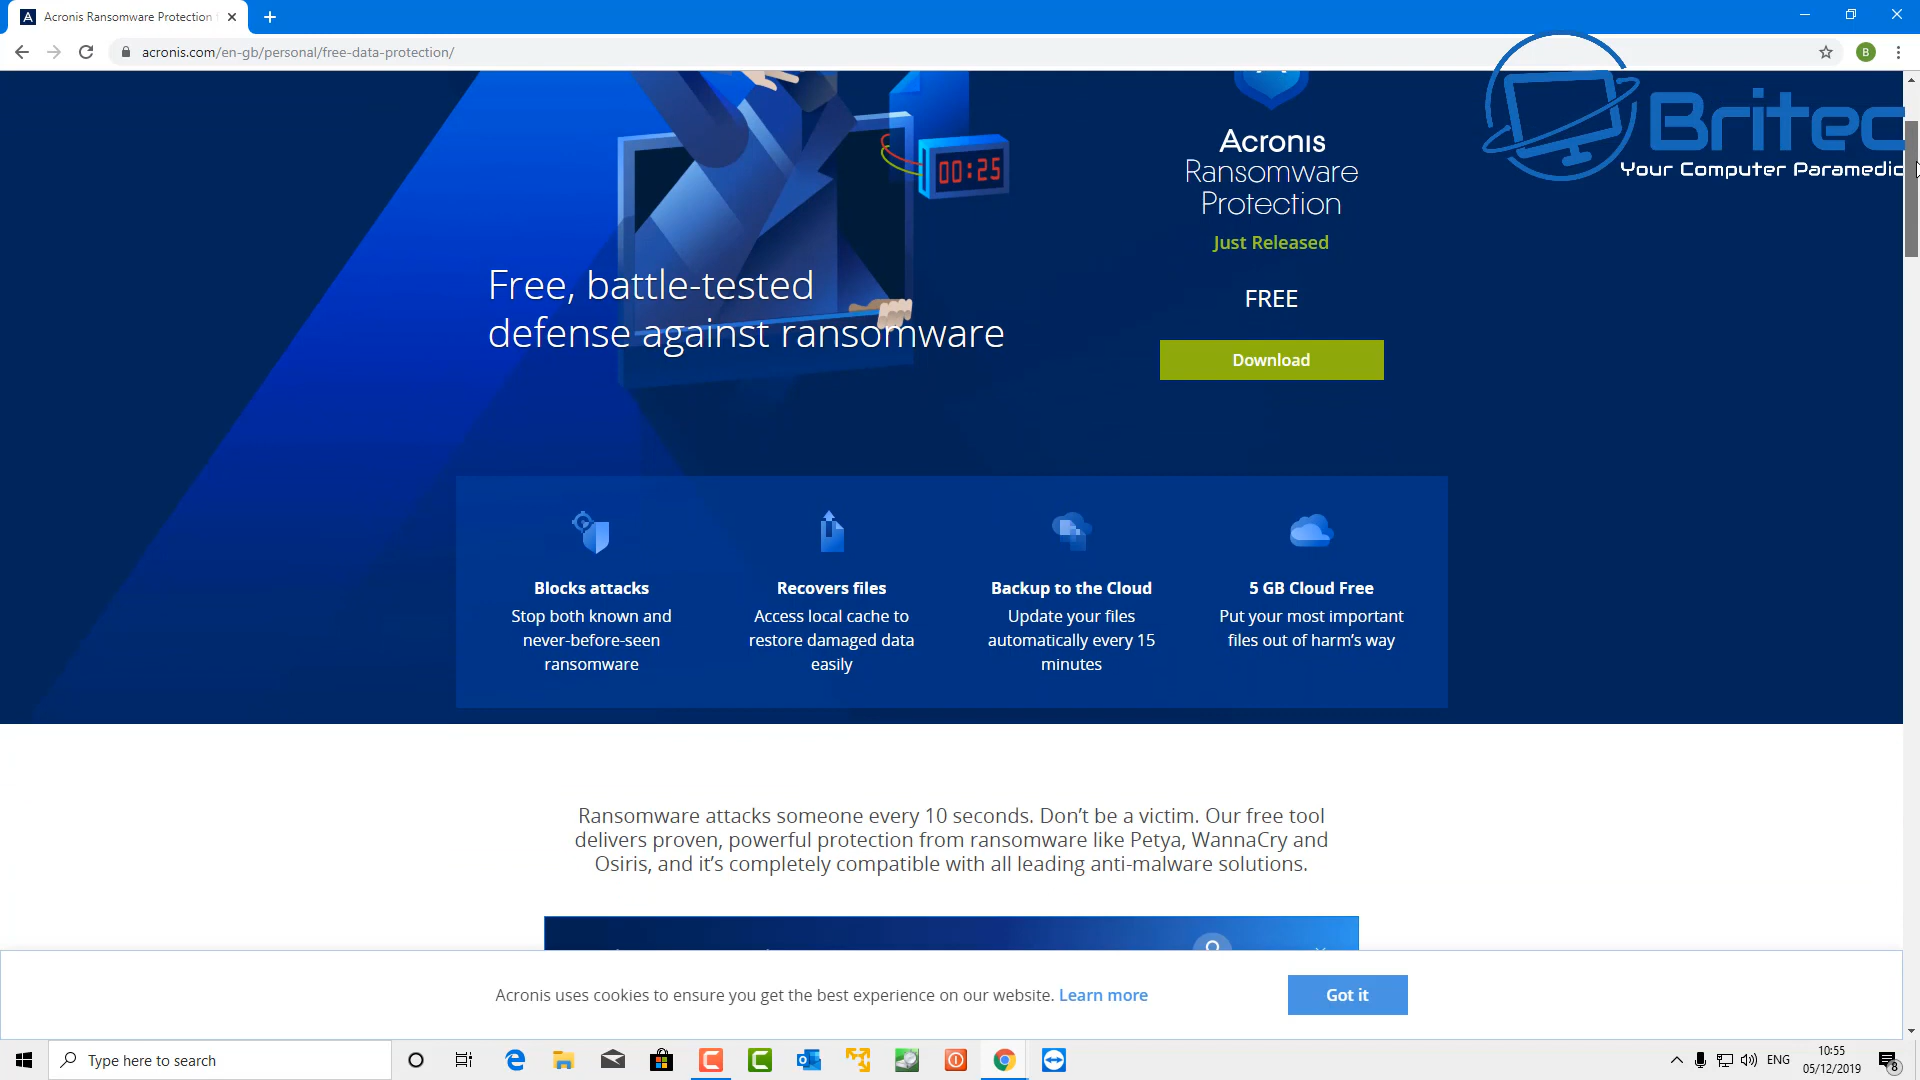 Acronis Ransomware Protection
acronis.com/en-gb/personal/free-data-protection/
B
Britec
Your Computer Paramedic
00:25
Acronis
Ransomware
Protection
Just Released
FREE
Download
Free, battle-tested
defense against ransomware
Blocks attacks
Stop both known and
never-before-seen
ransomware
Recovers files
Access local cache to
restore damaged data
easily
Backup to the Cloud
Update your files
automatically every 15
minutes
5 GB Cloud Free
Put your most important
files out of harm’s way
Ransomware attacks someone every 10 seconds. Don’t be a victim. Our free tool
delivers proven, powerful protection from ransomware like Petya, WannaCry and
Osiris, and it’s completely compatible with all leading anti-malware solutions.
Acronis uses cookies to ensure you get the best experience on our website. Learn more
Got it
Type here to search
ENG
10:55
05/12/2019
8